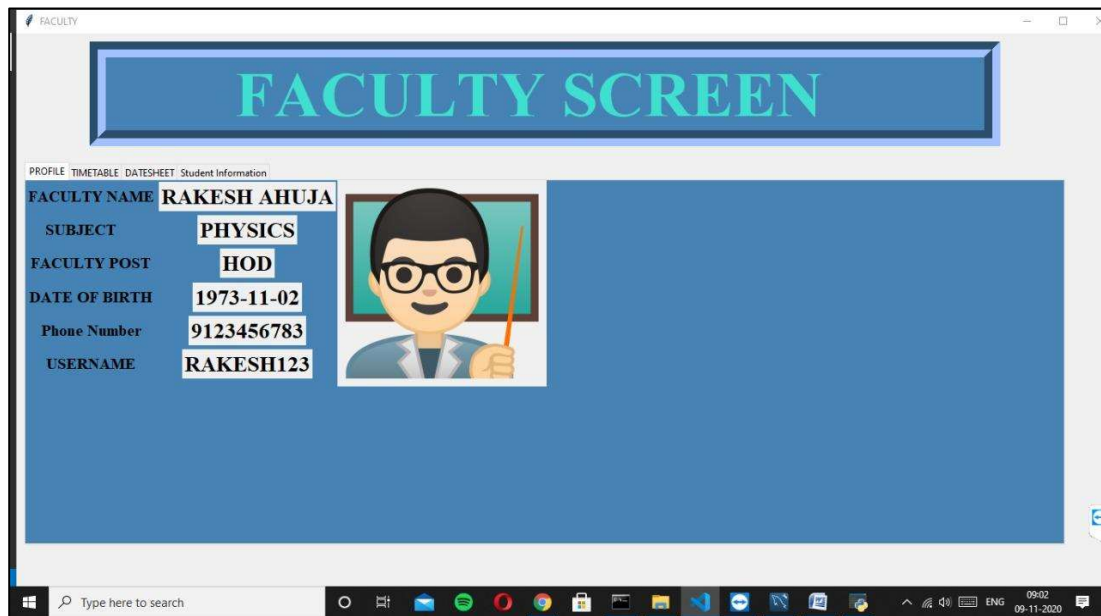 FACULTY
FACULTY SCREEN
PROFILE TIMETABLE DATESHEET Student Information
FACULTY NAME RAKESH AHUJA
SUBJECT PHYSICS
FACULTY POST HOD
DATE OF BIRTH 1973-11-02
Phone Number 9123456783
USERNAME RAKESH123
Type here to search
ENG
09:02
09-11-2020